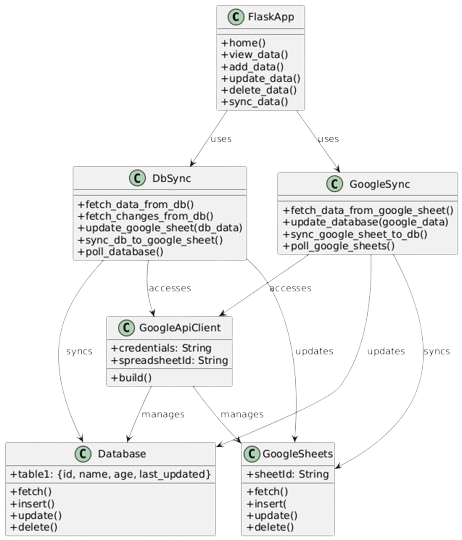 C FlaskApp
+home()
+view_data()
+add_data()
+update_data()
+delete_data()
+sync_data()
uses
uses
C DbSync
+fetch_data_from_db()
+fetch_changes_from_db()
+update_google_sheet(db_data)
+sync_db_to_google_sheet()
+poll_database()
C GoogleSync
+fetch_data_from_google_sheet()
+update_database(google_data)
+sync_google_sheet_to_db()
+poll_google_sheets()
accesses
accesses
C GoogleApiClient
+credentials: String
+spreadsheetId: String
+build()
syncs
updates
updates
syncs
manages
manages
C Database
+table1: {id, name, age, last_updated}
+fetch()
+insert()
+update()
+delete()
C GoogleSheets
+sheetId: String
+fetch()
+insert(
+update()
+delete()